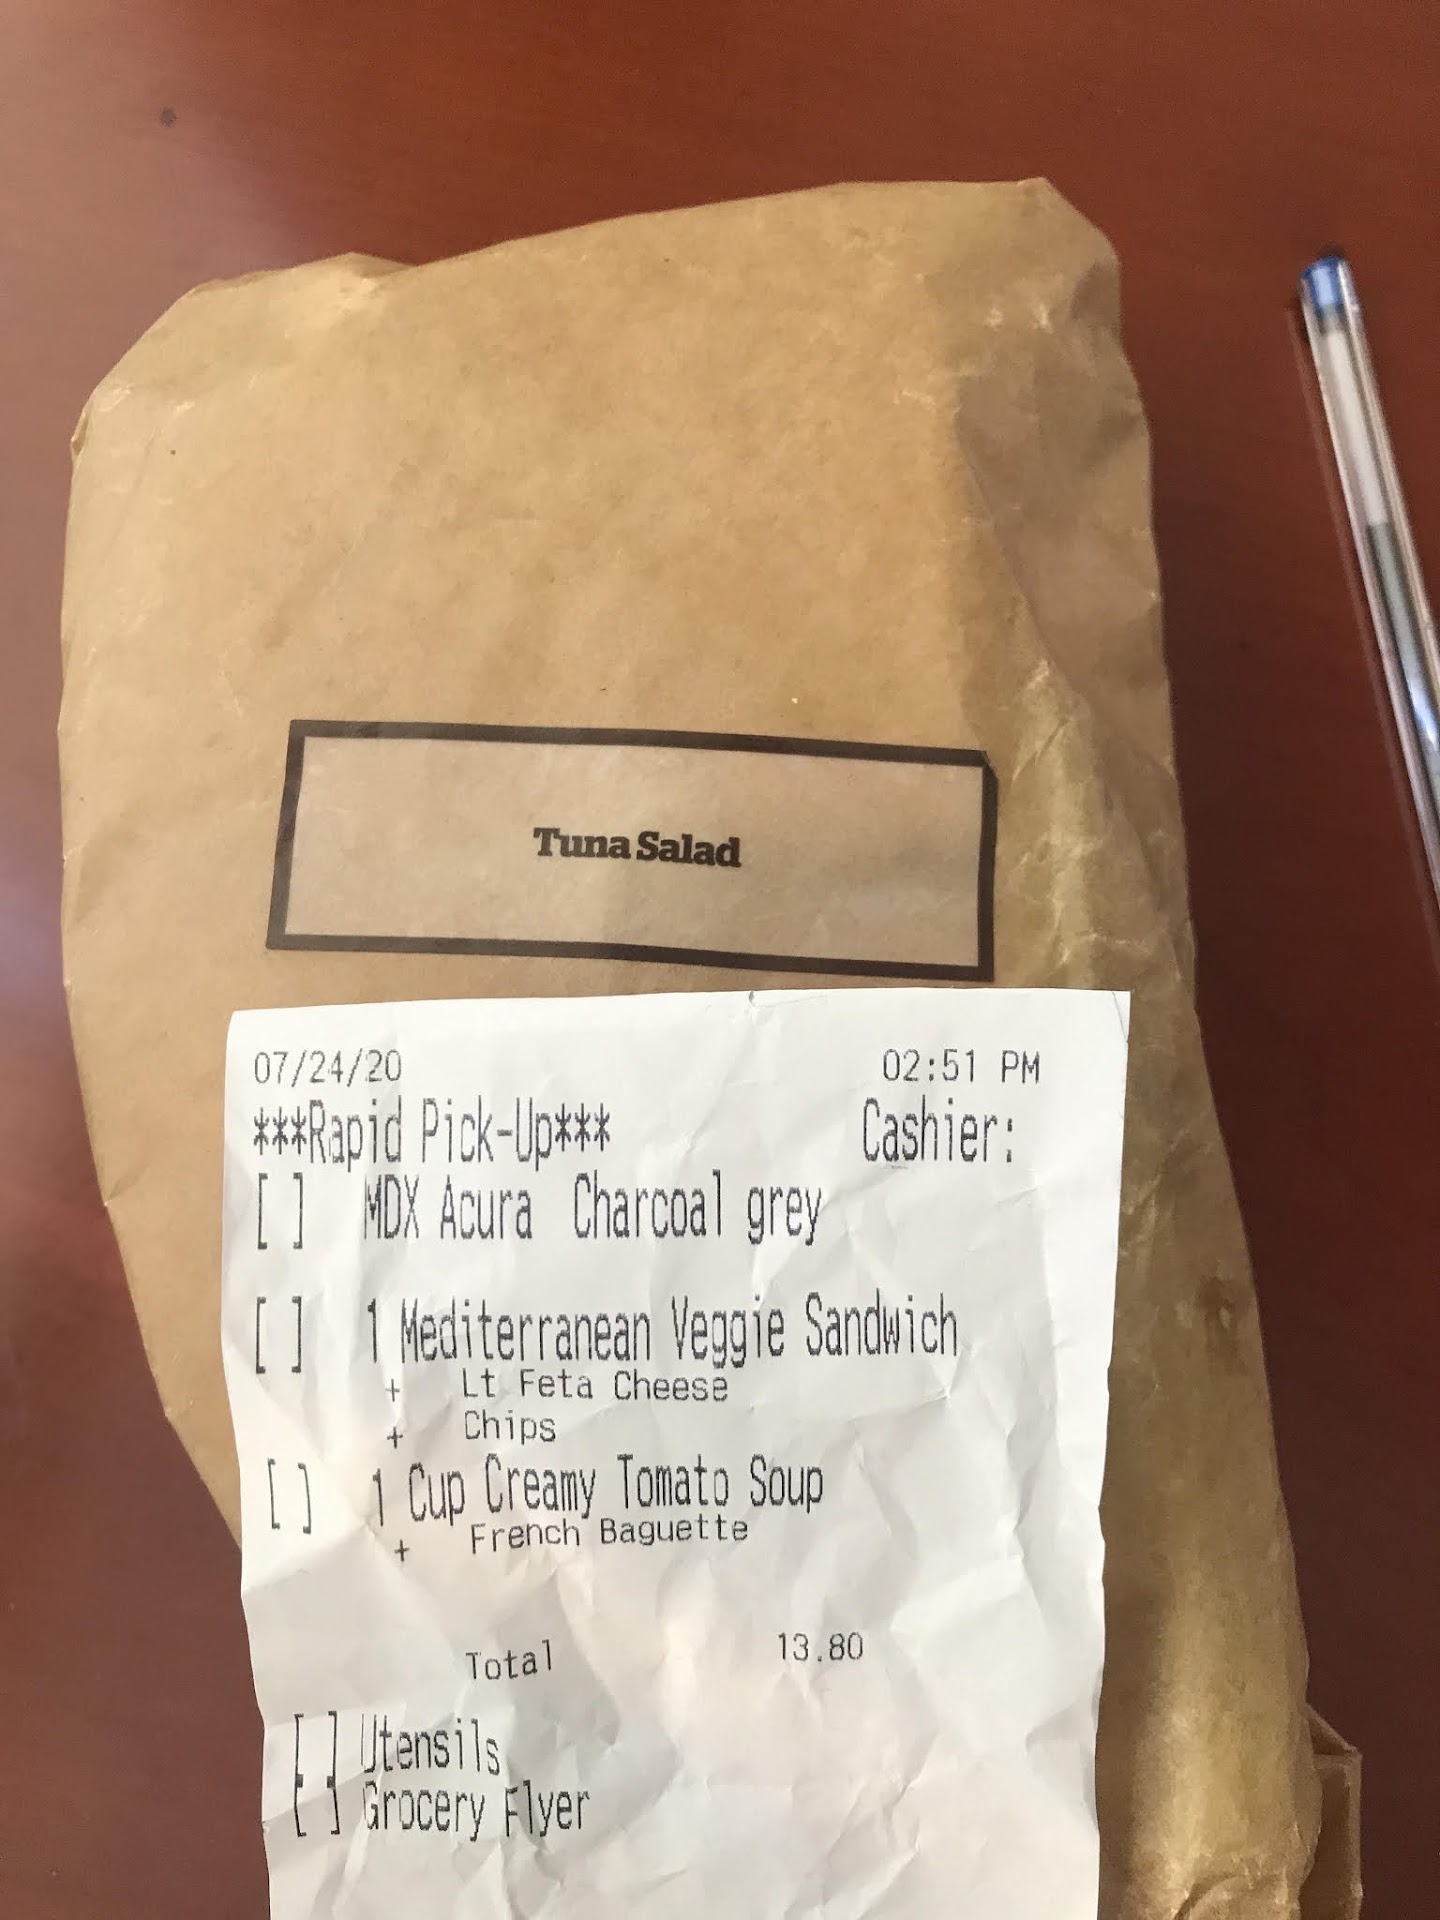 Tuna Salad
07/24/20 02:51 PM
***Rapid Pick-Up*** Cashier:
[ ] MDX Acura Charcoal grey
[ ] 1 Mediterranean Veggie Sandwich
+ Lt Feta Cheese
+ Chips
[ ] 1 Cup Creamy Tomato Soup
+ French Baguette
Total 13.80
[ ] Utensils
[ ] Grocery Flyer